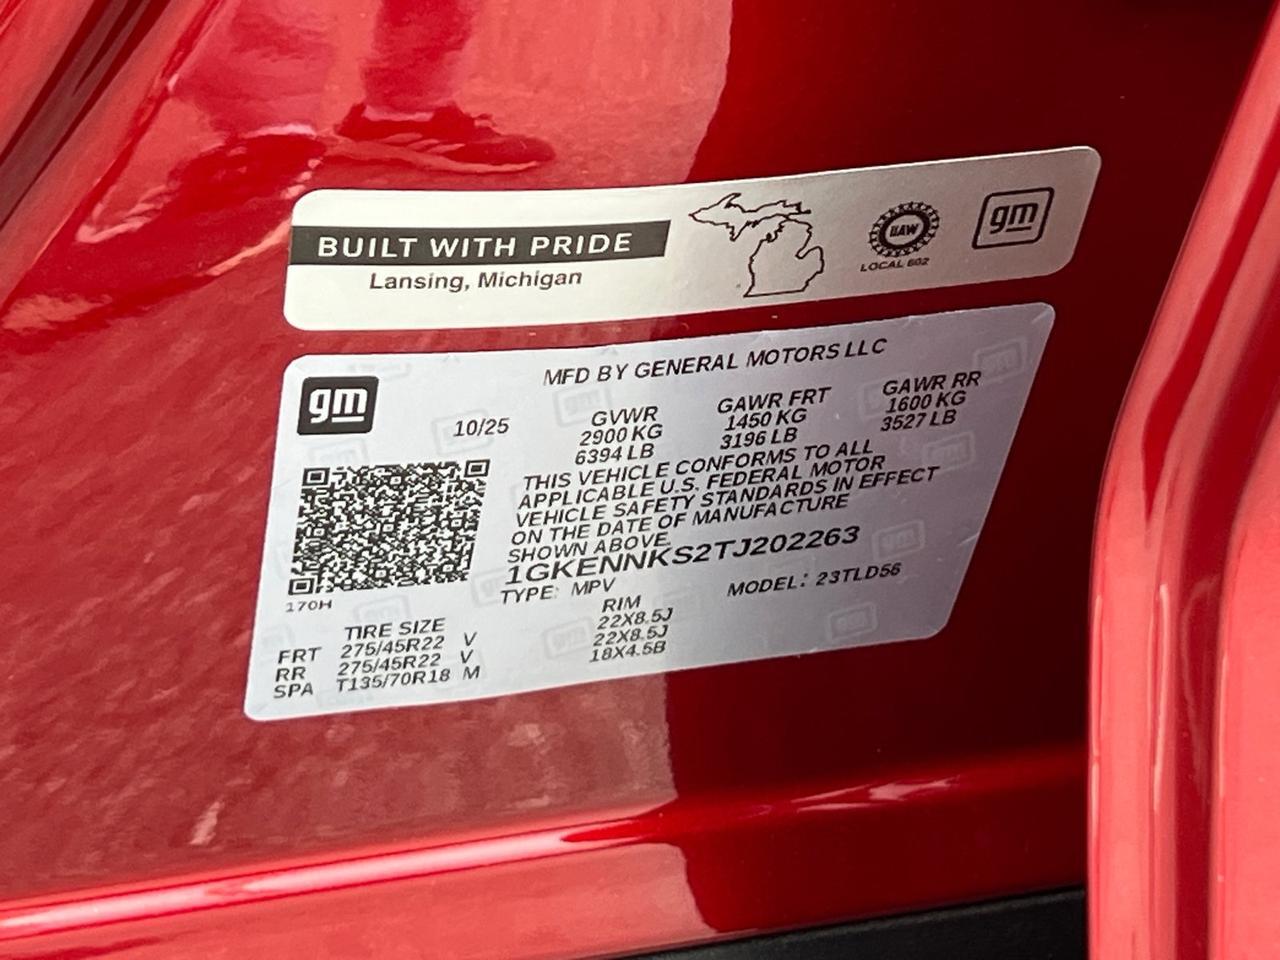 BUILT WITH PRIDE
Lansing, Michigan
UAW
LOCAL 602
gm
MFD BY GENERAL MOTORS LLC
gm
10/25
GVWR GAWR FRT GAWR RR
2900 KG 1450 KG 1600 KG
6394 LB 3196 LB 3527 LB
THIS VEHICLE CONFORMS TO ALL
APPLICABLE U.S. FEDERAL MOTOR
VEHICLE SAFETY STANDARDS IN EFFECT
ON THE DATE OF MANUFACTURE
SHOWN ABOVE.
1GKENNKS2TJ202263
TYPE: MPV MODEL: 23TLD56
170H
TIRE SIZE RIM
FRT 275/45R22 V 22X8.5J
RR 275/45R22 V 22X8.5J
SPA T135/70R18 M 18X4.5B